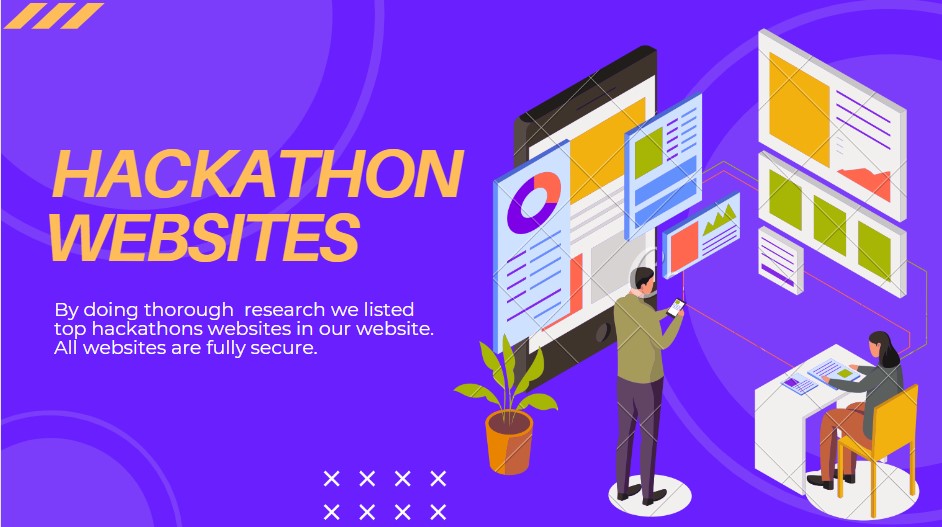 HACKATHON
WEBSITES
By doing thorough  research we listed
top hackathons websites in our website.
All websites are fully secure.